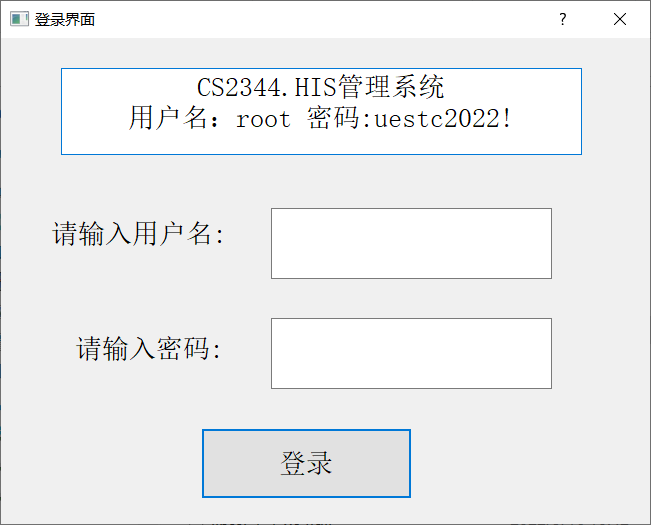 登录界面
CS2344.HIS管理系统
用户名：root 密码:uestc2022!
请输入用户名:
请输入密码:
登录